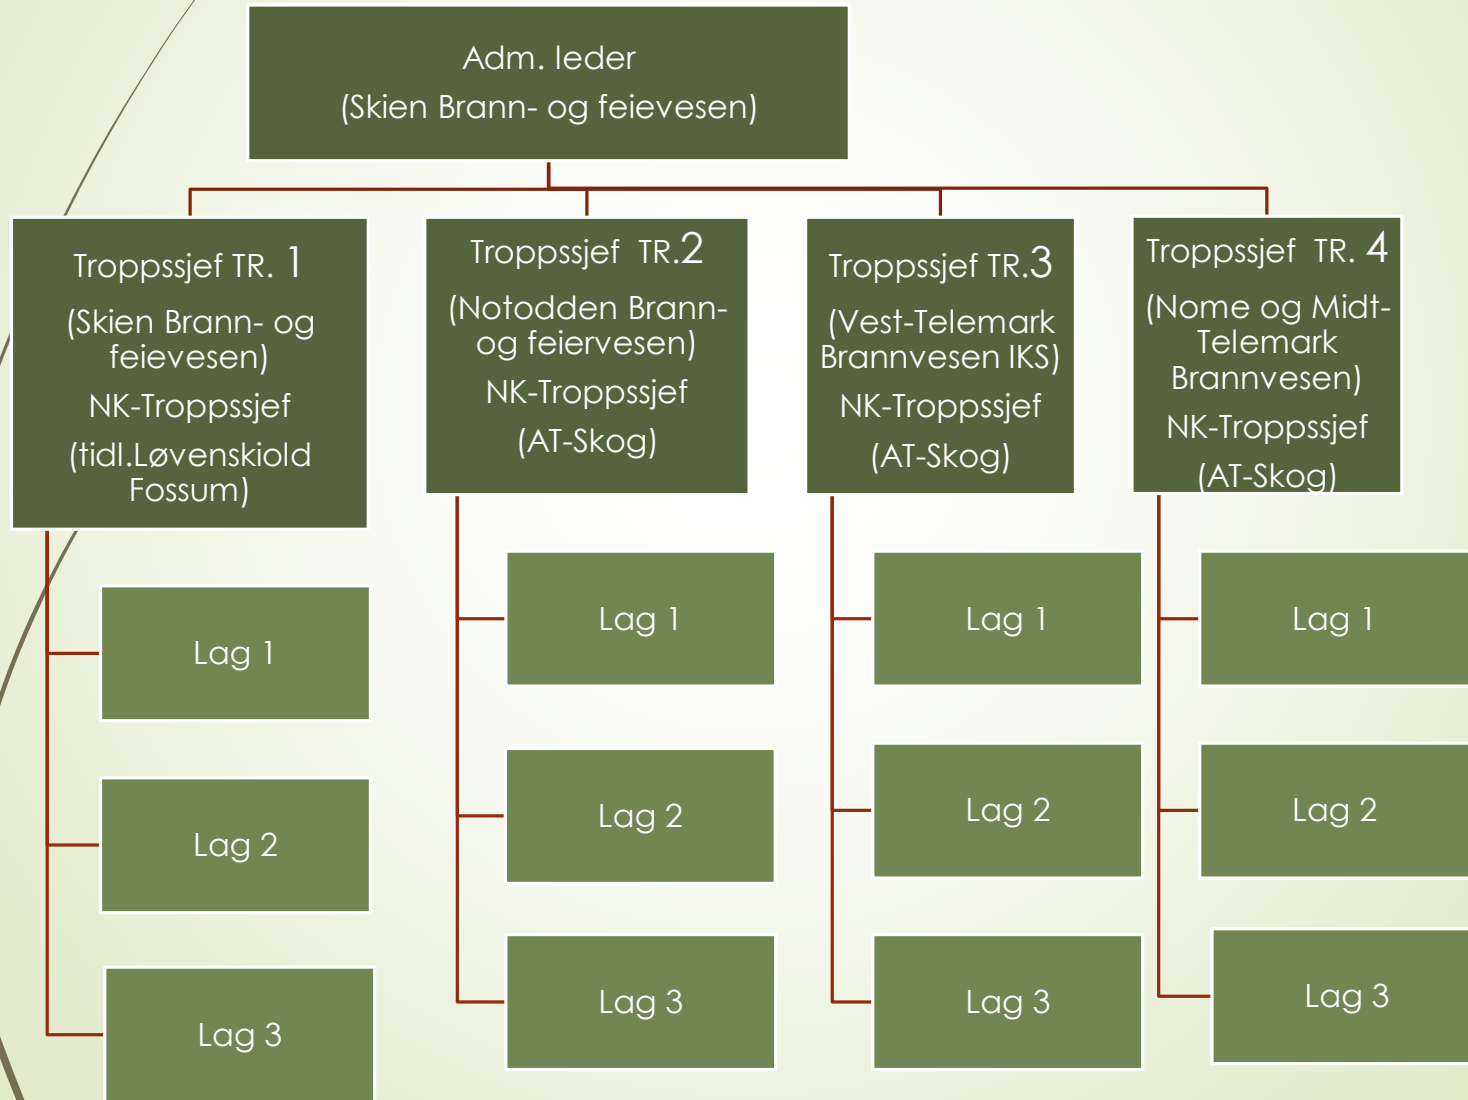 Adm. leder
(Skien Brann- og feievesen)
Troppssjef TR. 1
(Skien Brann- og
feievesen)
NK-Troppssjef
(tidl.Løvenskiold
Fossum)
Lag 1
Lag 2
Lag 3
Troppssjef TR.2
(Notodden Brann-
og feiervesen)
NK-Troppssjef
(AT-Skog)
Lag 1
Lag 2
Lag 3
Troppssjef TR.3
(Vest-Telemark
Brannvesen IKS)
NK-Troppssjef
(AT-Skog)
Lag 1
Lag 2
Lag 3
Troppssjef TR. 4
(Nome og Midt-
Telemark
Brannvesen)
NK-Troppssjef
(AT-Skog)
Lag 1
Lag 2
Lag 3